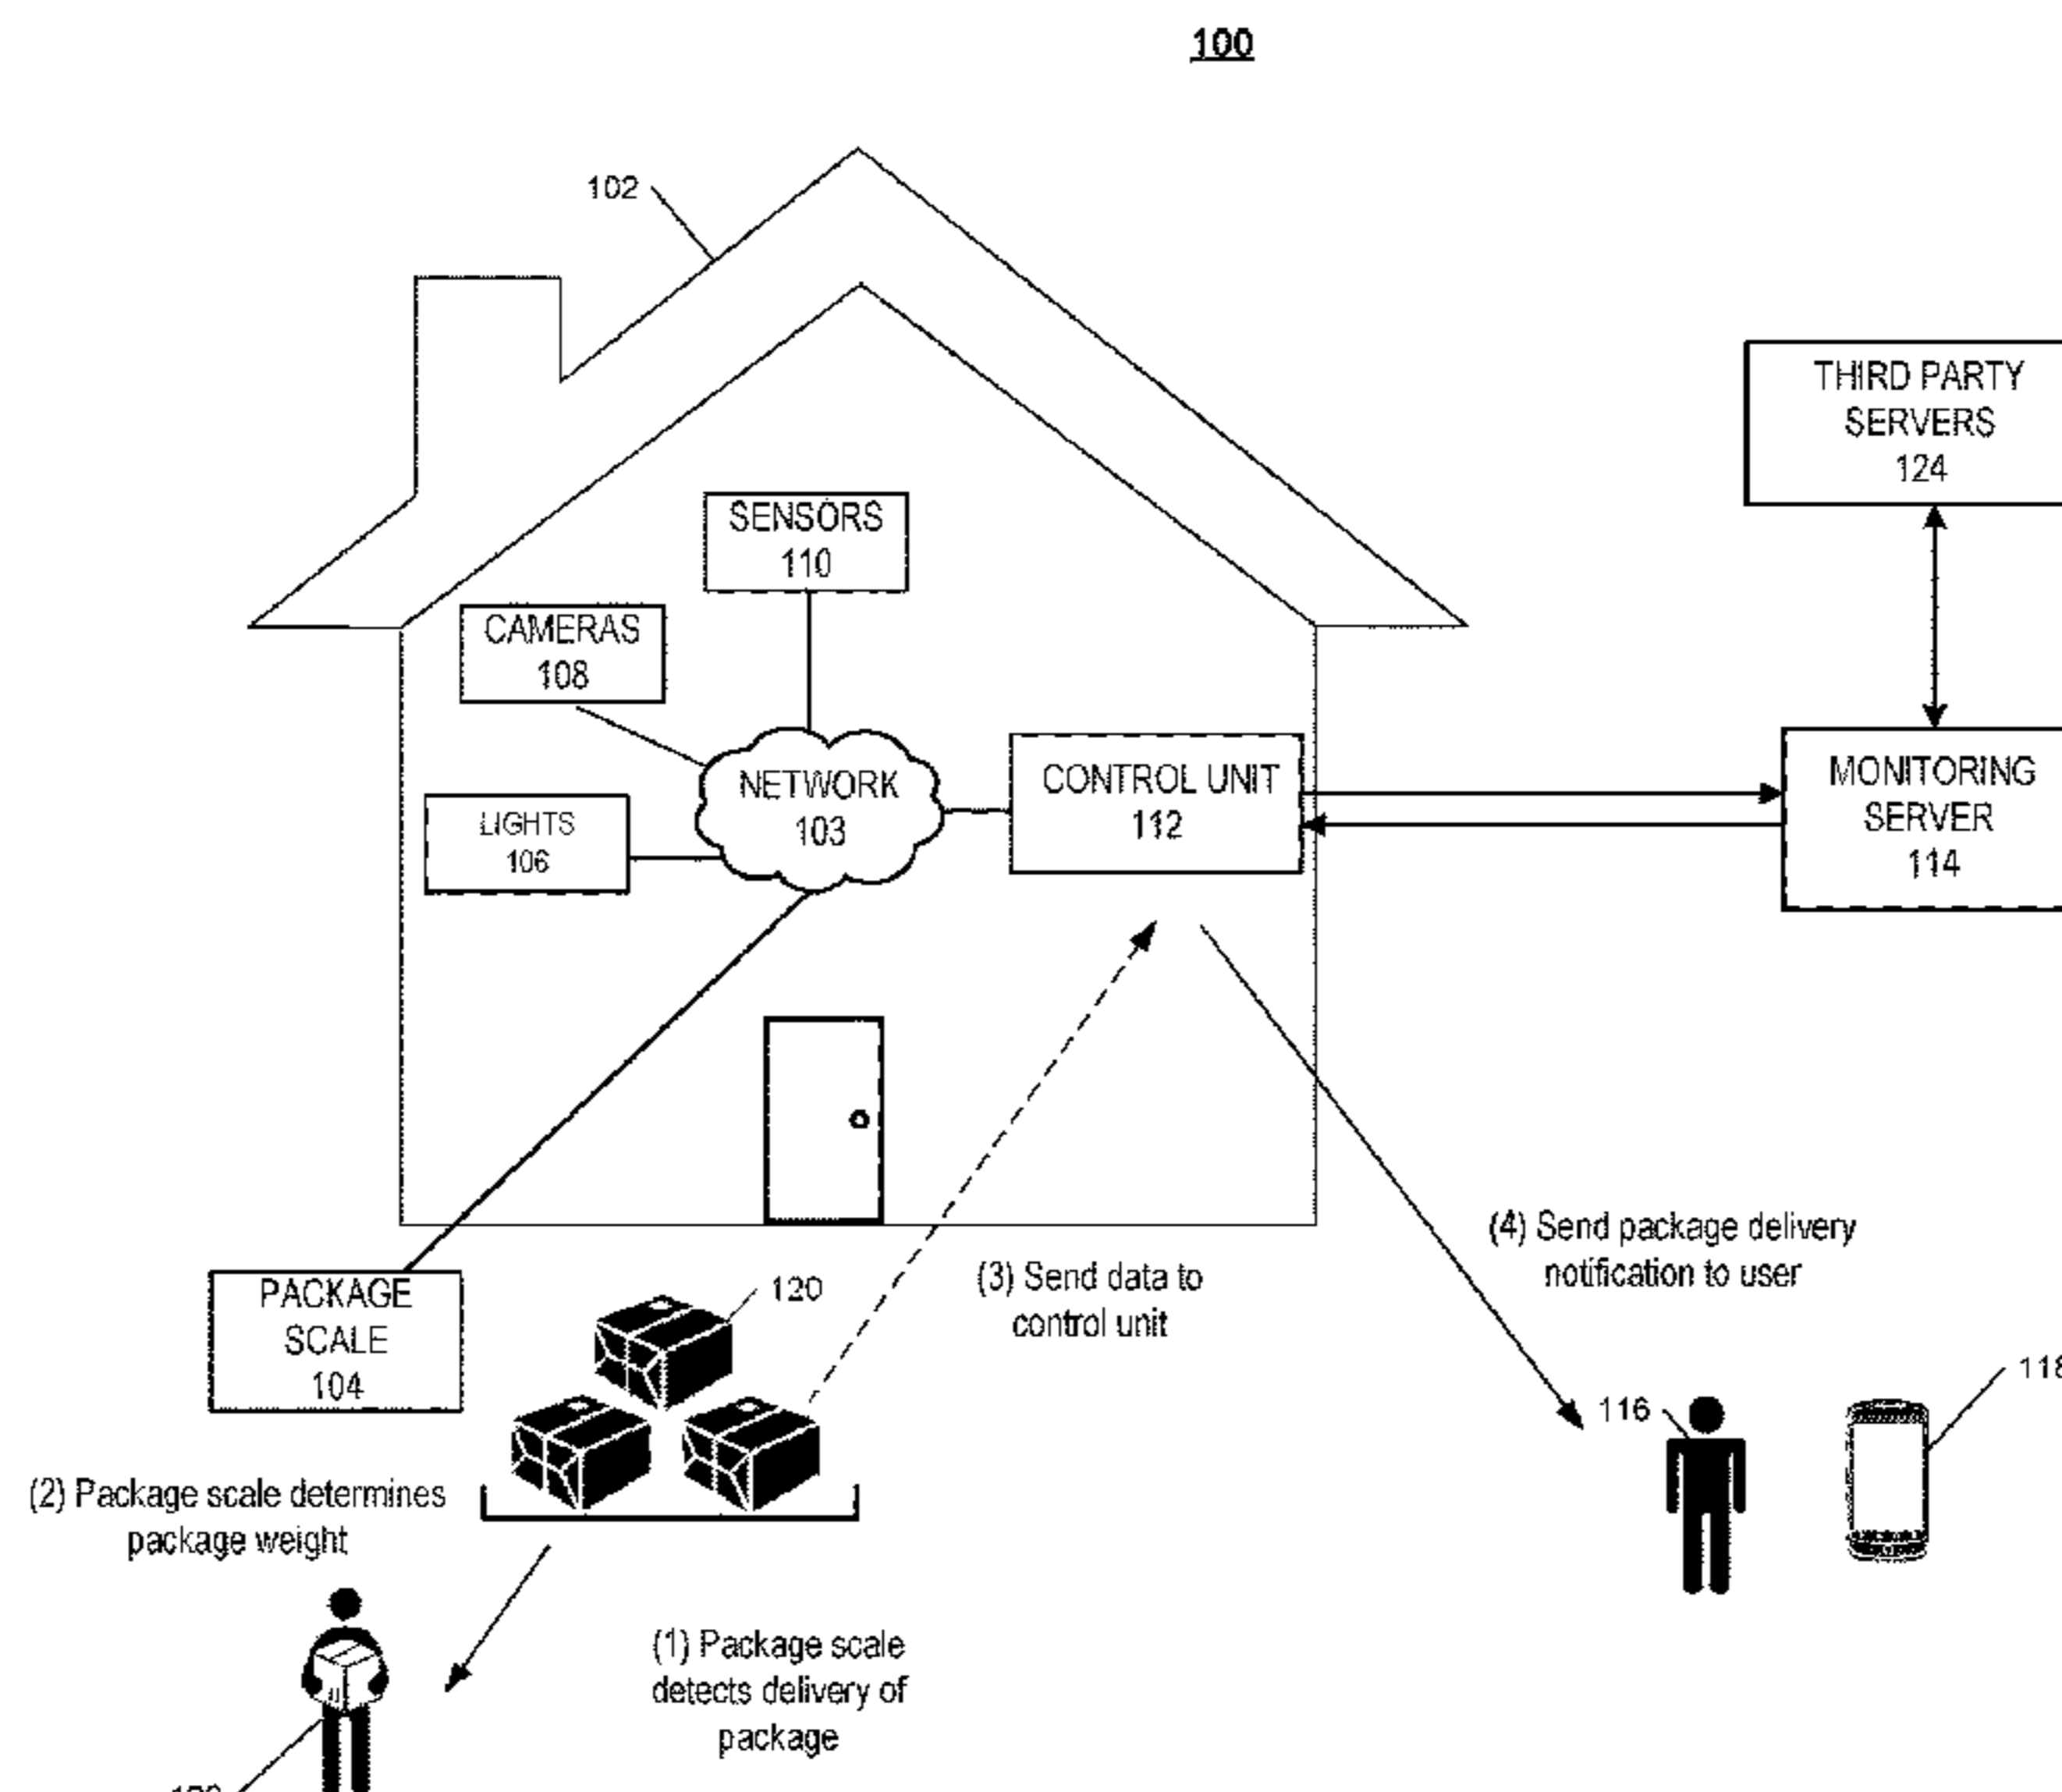 100
102
THIRD PARTY
SERVERS
124
SENSORS
110
CAMERAS
108
NETWORK
103
CONTROL UNIT
112
MONITORING
SERVER
114
LIGHTS
106
(4) Send package delivery
notification to user
PACKAGE
SCALE
104
120
(3) Send data to
control unit
116
118
(2) Package scale determines
package weight
(1) Package scale
detects delivery of
package